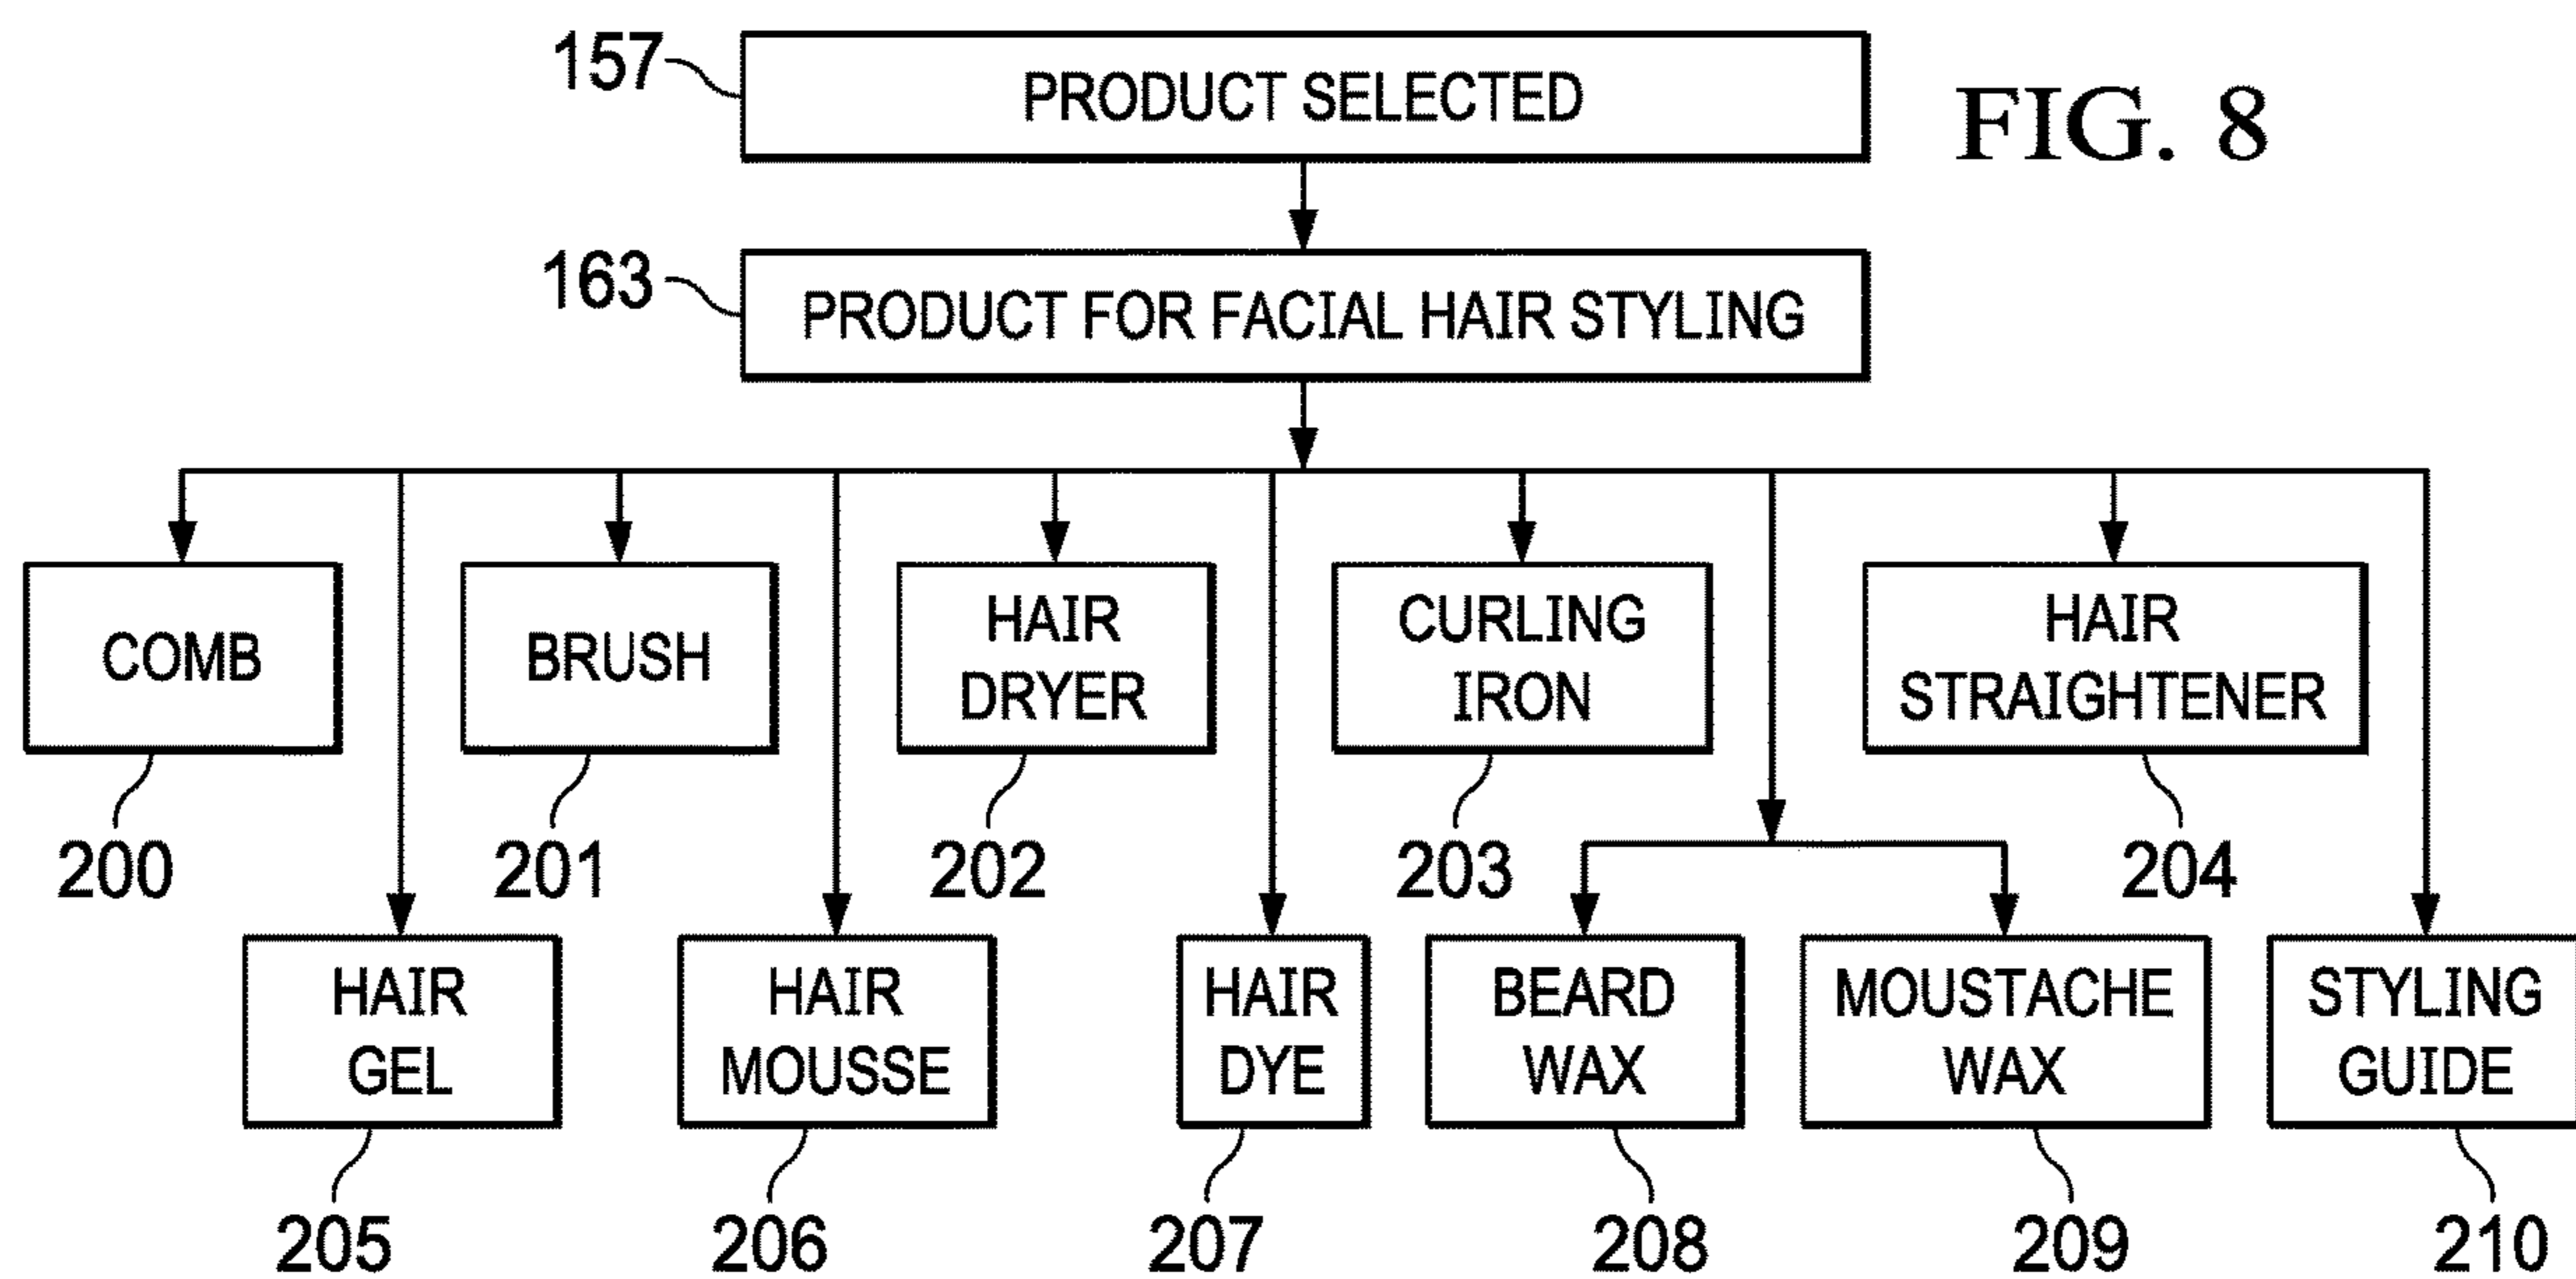 157
PRODUCT SELECTED
FIG. 8
163
PRODUCT FOR FACIAL HAIR STYLING
COMB
BRUSH
HAIR
DRYER
CURLING
IRON
HAIR
STRAIGHTENER
200
201
202
203
204
HAIR
GEL
HAIR
MOUSSE
HAIR
DYE
BEARD
WAX
MOUSTACHE
WAX
STYLING
GUIDE
205
206
207
208
209
210